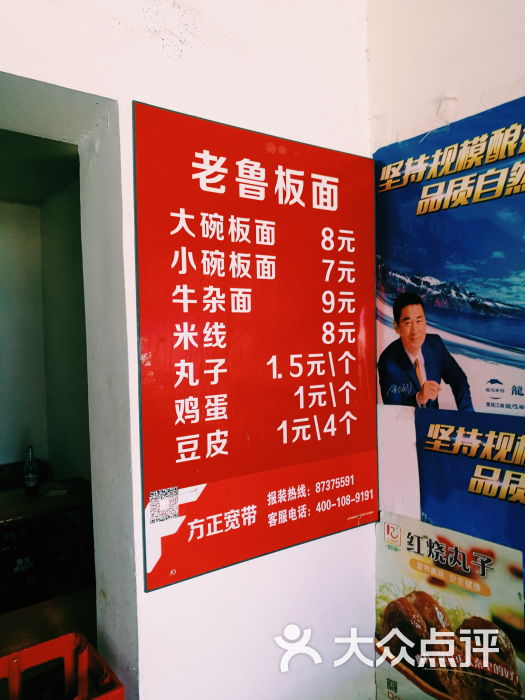 老鲁板面
大碗板面 8元
小碗板面 7元
牛杂面 9元
米线 8元
丸子 1.5元\个
鸡蛋 1元\个
豆皮 1元\4个
方正宽带
报装热线：87375591
客服电话：400-108-9191
坚持规模酿
品质自然
坚持规模
品质
红烧丸子
大众点评